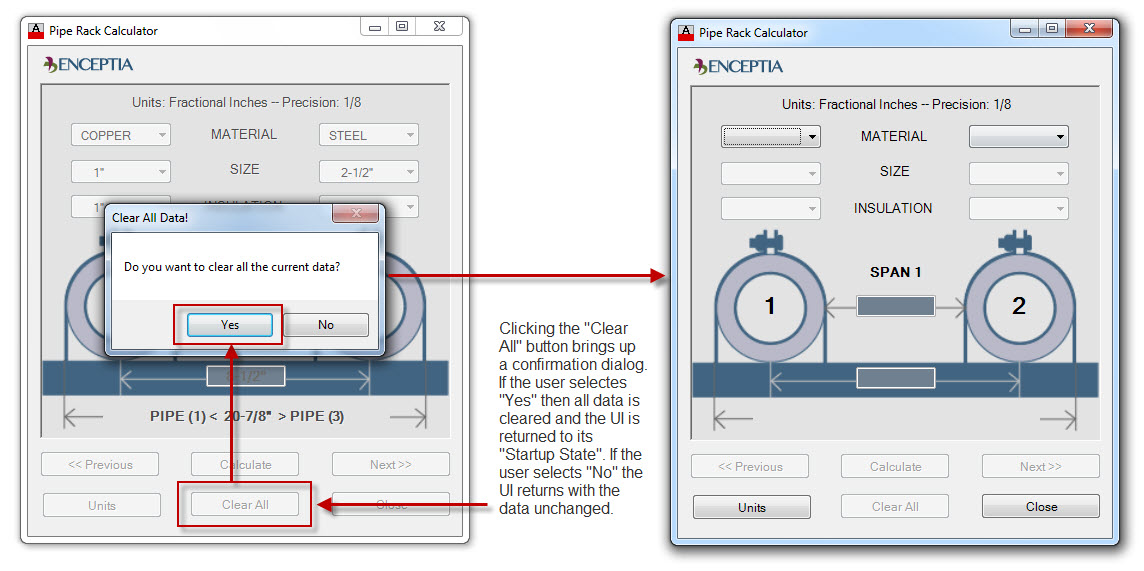 Pipe Rack Calculator
ENCEPTIA
Units: Fractional Inches -- Precision: 1/8
COPPER MATERIAL STEEL
1" SIZE 2-1/2"
1" INSULATION
Clear All Data!
Do you want to clear all the current data?
Yes No
8-1/2"
PIPE (1) < 20-7/8" > PIPE (3)
<< Previous Calculate Next >>
Units Clear All Close
Clicking the "Clear
All" button brings up
a confirmation dialog.
If the user selectes
"Yes" then all data is
cleared and the UI is
returned to its
"Startup State". If the
user selects "No" the
UI returns with the
data unchanged.
Pipe Rack Calculator
ENCEPTIA
Units: Fractional Inches -- Precision: 1/8
MATERIAL
SIZE
INSULATION
SPAN 1
1 2
<< Previous Calculate Next >>
Units Clear All Close